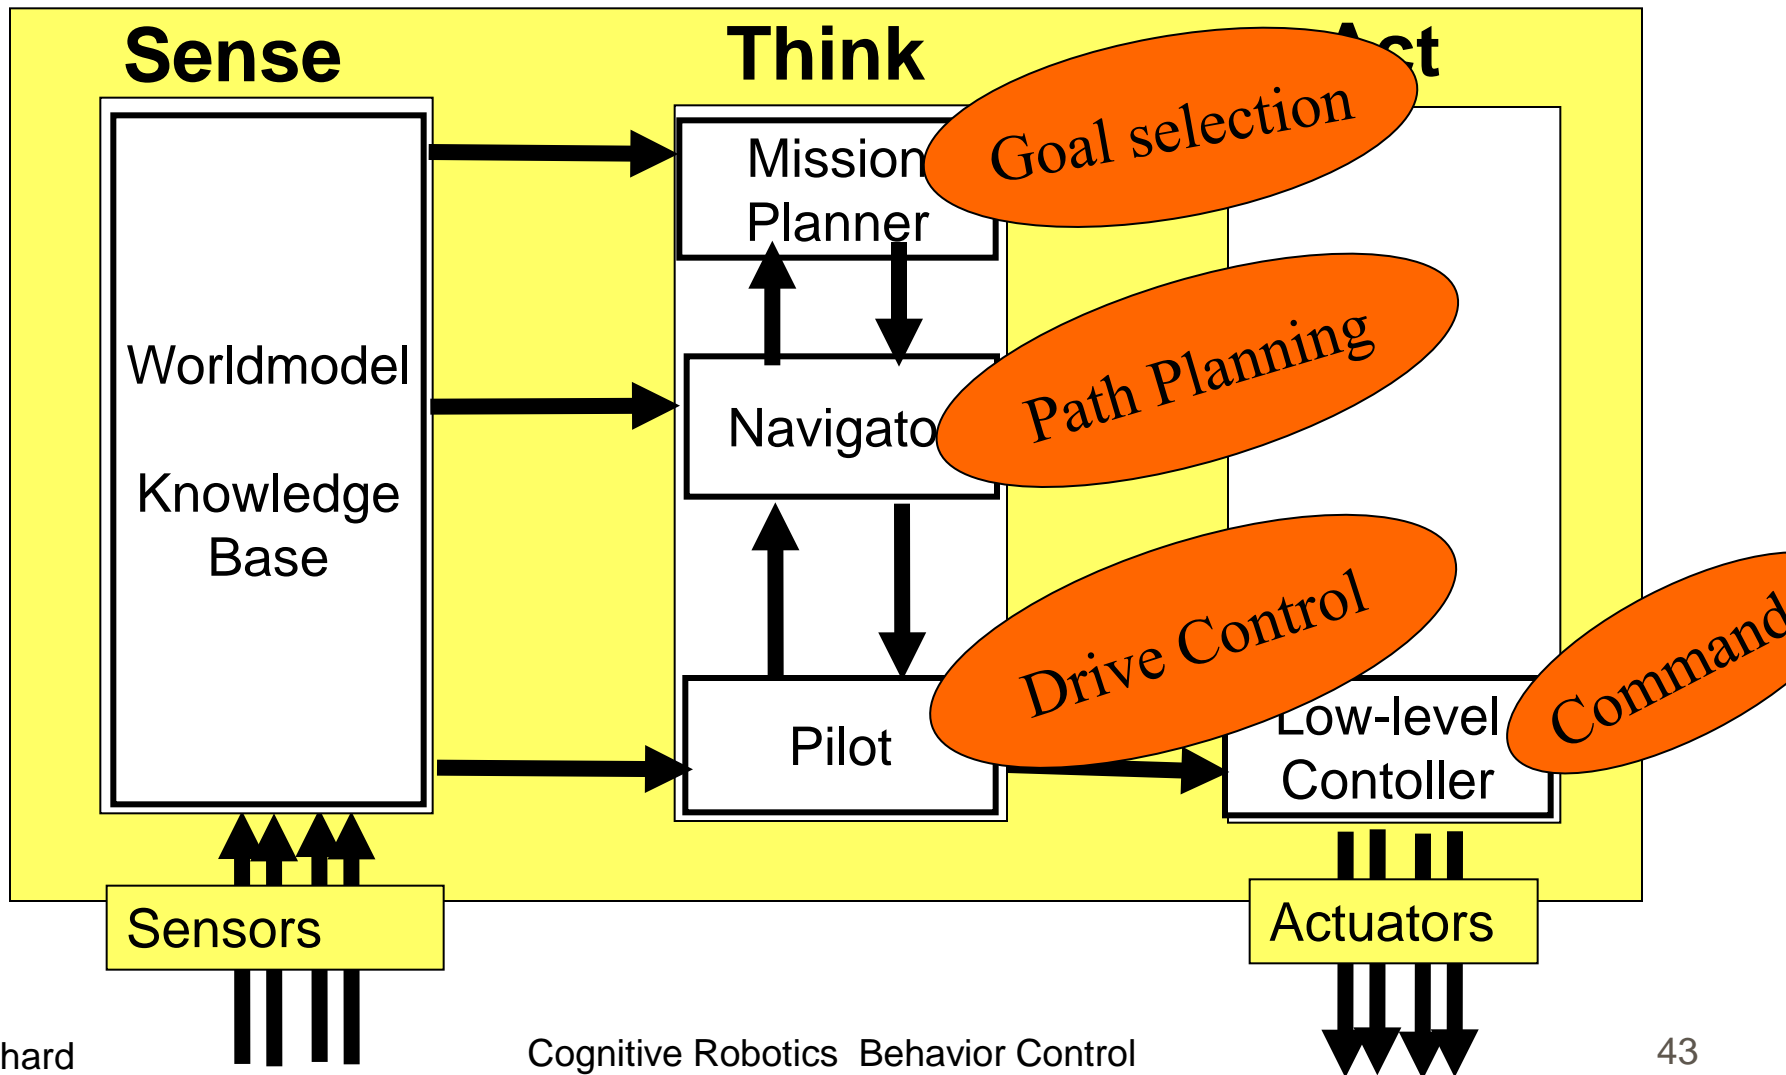 Sense
Think
Act
Mission
Planner
Goal selection
Worldmodel
Knowledge
Base
Navigato
Path Planning
Pilot
Drive Control
Low-level
Contoller
Command
Sensors
Actuators
hard
Cognitive Robotics Behavior Control
43